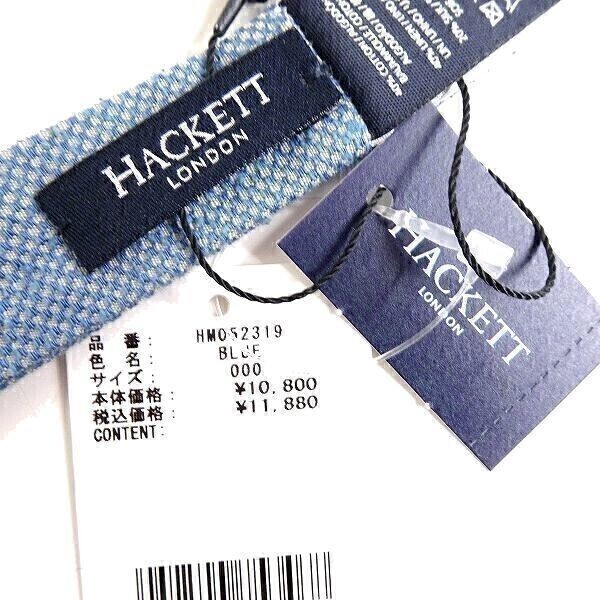 HACKETT
LONDON
HACKETT
LONDON
品 番: HM052319
色 名: BLUE
サイズ: 000
本体価格: ¥10,800
税込価格: ¥11,880
CONTENT: